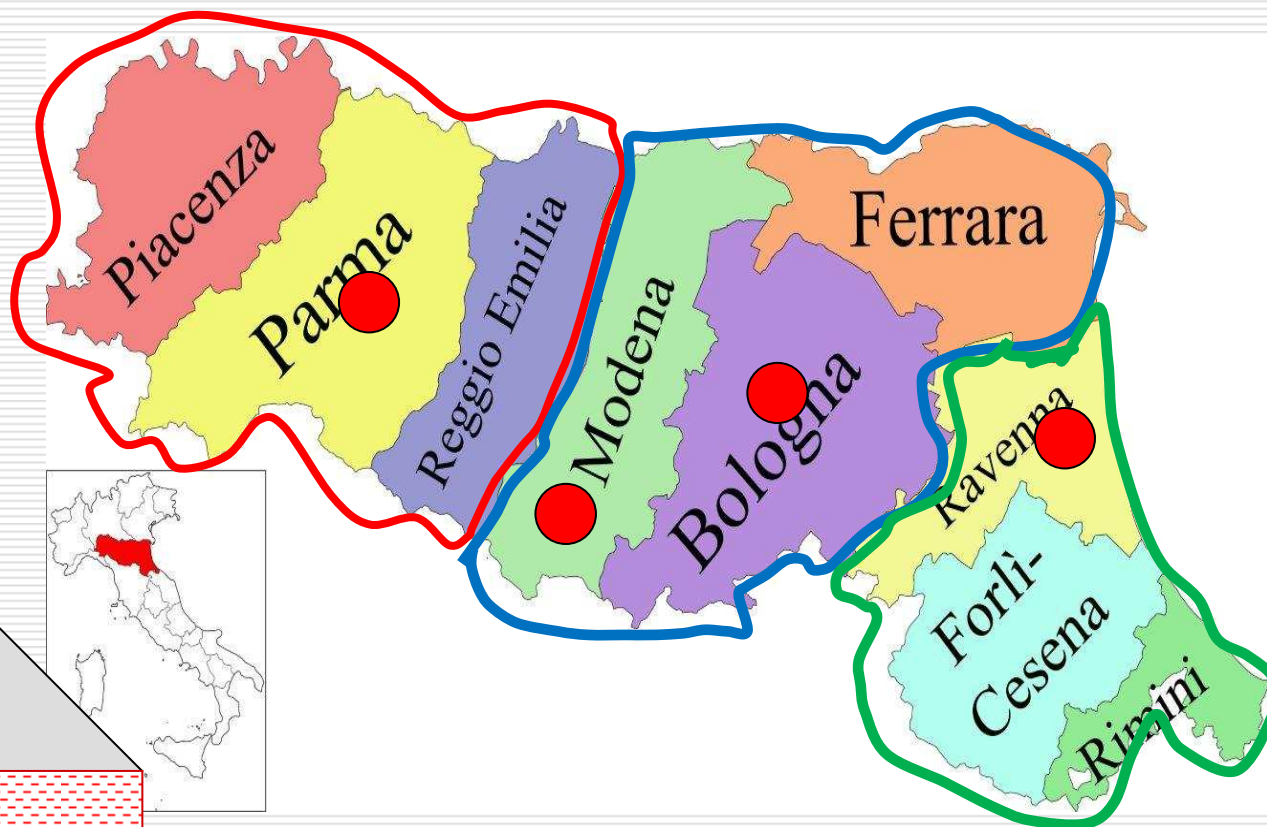 Piacenza
Parma
Reggio Emilia
Modena
Bologna
Ferrara
Ravenna
Forlì-
Cesena
Rimini